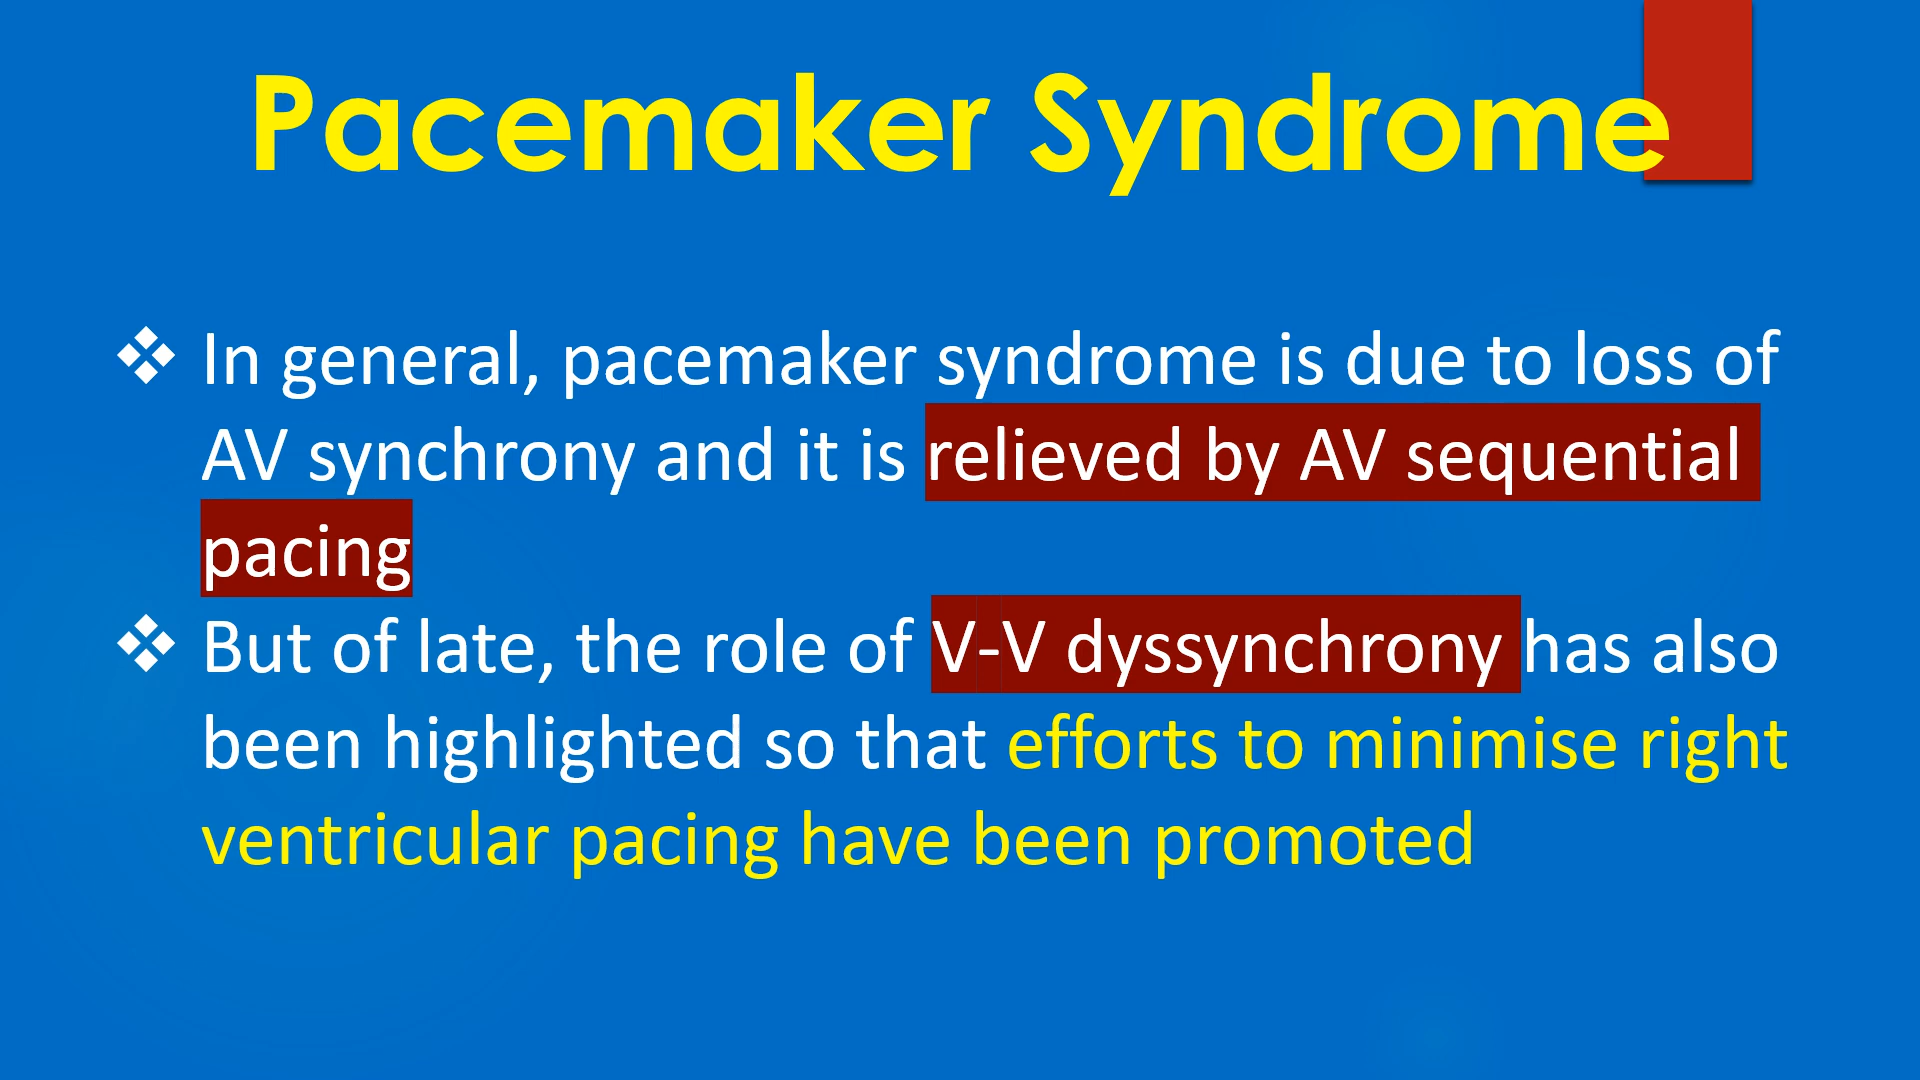 Pacemaker Syndrome
❖ In general, pacemaker syndrome is due to loss of
AV synchrony and it is relieved by AV sequential
pacing
❖ But of late, the role of V-V dyssynchrony has also
been highlighted so that efforts to minimise right
ventricular pacing have been promoted